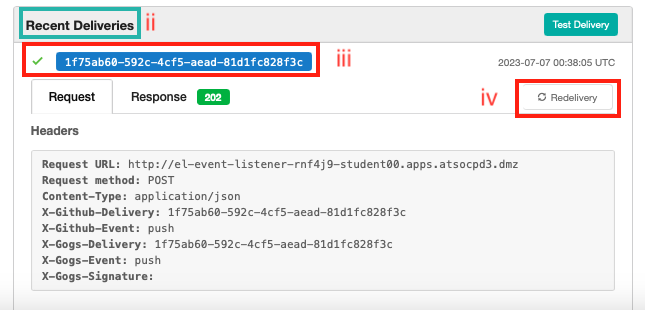 Recent Deliveries ii Test Delivery
1f75ab60-592c-4cf5-aead-81d1fc828f3c iii 2023-07-07 00:38:05 UTC
Request Response 202 iv Redelivery
Headers
Request URL: http://el-event-listener-rnf4j9-student00.apps.atsocpd3.dmz
Request method: POST
Content-Type: application/json
X-Github-Delivery: 1f75ab60-592c-4cf5-aead-81d1fc828f3c
X-Github-Event: push
X-Gogs-Delivery: 1f75ab60-592c-4cf5-aead-81d1fc828f3c
X-Gogs-Event: push
X-Gogs-Signature: